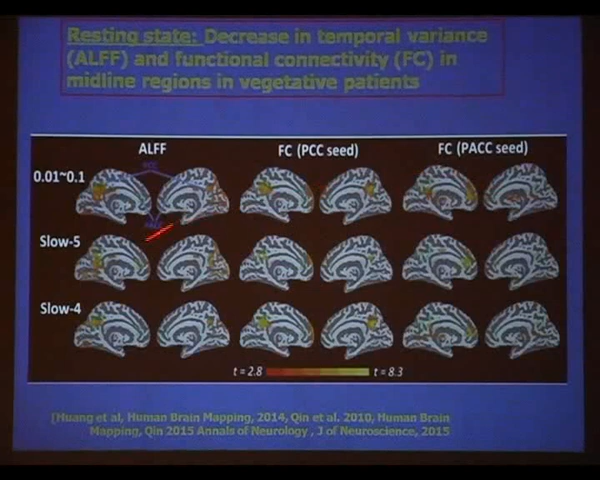 Resting state: Decrease in temporal variance
(ALFF) and functional connectivity (FC) in
midline regions in vegetative patients
ALFF FC (PCC seed) FC (PACC seed)
0.01~0.1
PCC
Slow-5
Slow-4
t = 2.8 t = 8.3
[Huang et al, Human Brain Mapping, 2014, Qin et al. 2010, Human Brain
Mapping, Qin 2015 Annals of Neurology , J of Neuroscience, 2015